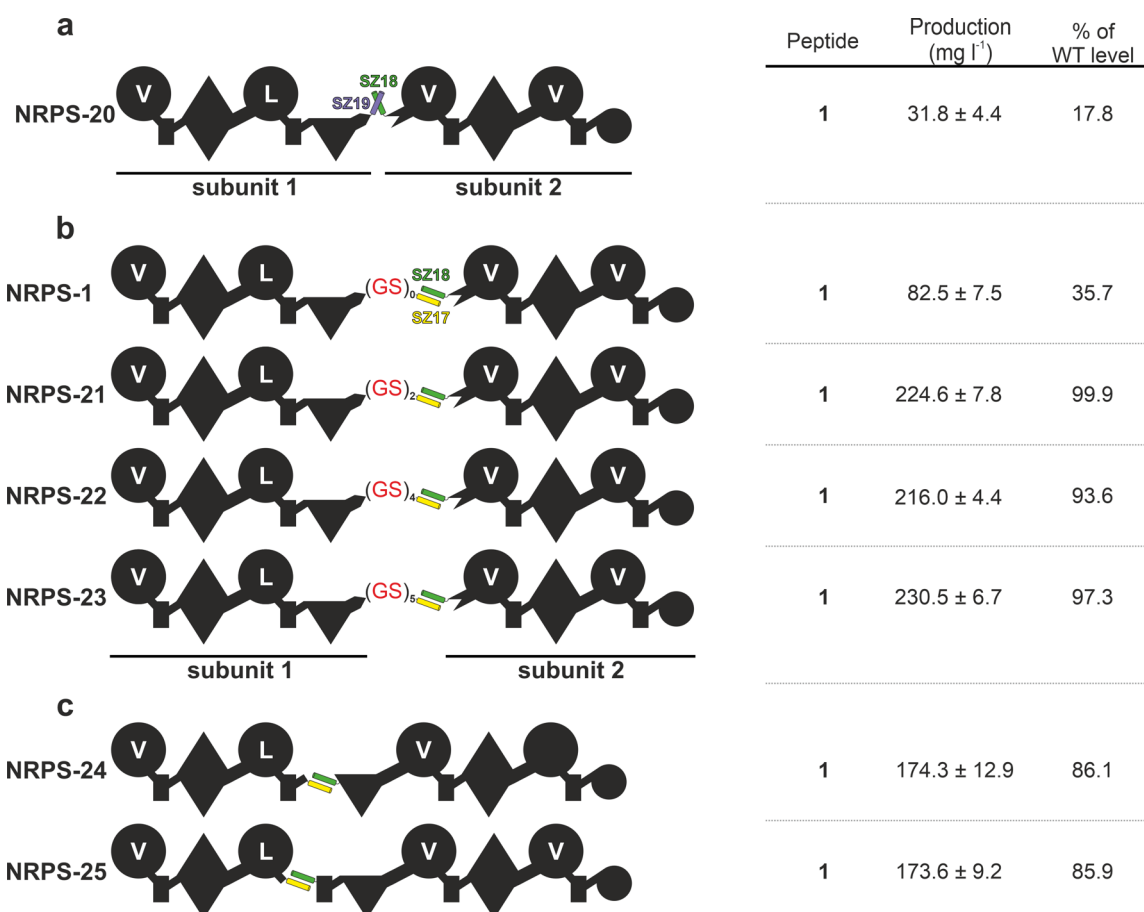 a
Peptide Production (mg l⁻¹) % of WT level
SZ18
SZ19
V L V V
NRPS-20 1 31.8 ± 4.4 17.8
subunit 1 subunit 2
b
V L (GS)₀ SZ18 V V
NRPS-1 1 82.5 ± 7.5 35.7
SZ17
V L (GS)₂ V V
NRPS-21 1 224.6 ± 7.8 99.9
V L (GS)₄ V V
NRPS-22 1 216.0 ± 4.4 93.6
V L (GS)₅ V V
NRPS-23 1 230.5 ± 6.7 97.3
subunit 1 subunit 2
c
V L V
NRPS-24 1 174.3 ± 12.9 86.1
V L V V
NRPS-25 1 173.6 ± 9.2 85.9